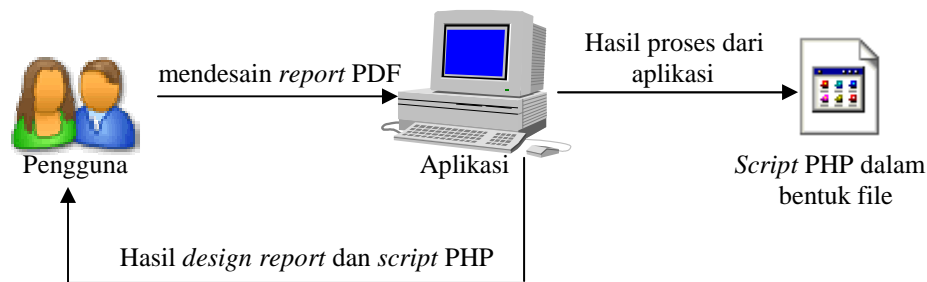 mendesain report PDF
Hasil proses dari
aplikasi
Pengguna
Aplikasi
Script PHP dalam
bentuk file
Hasil design report dan script PHP